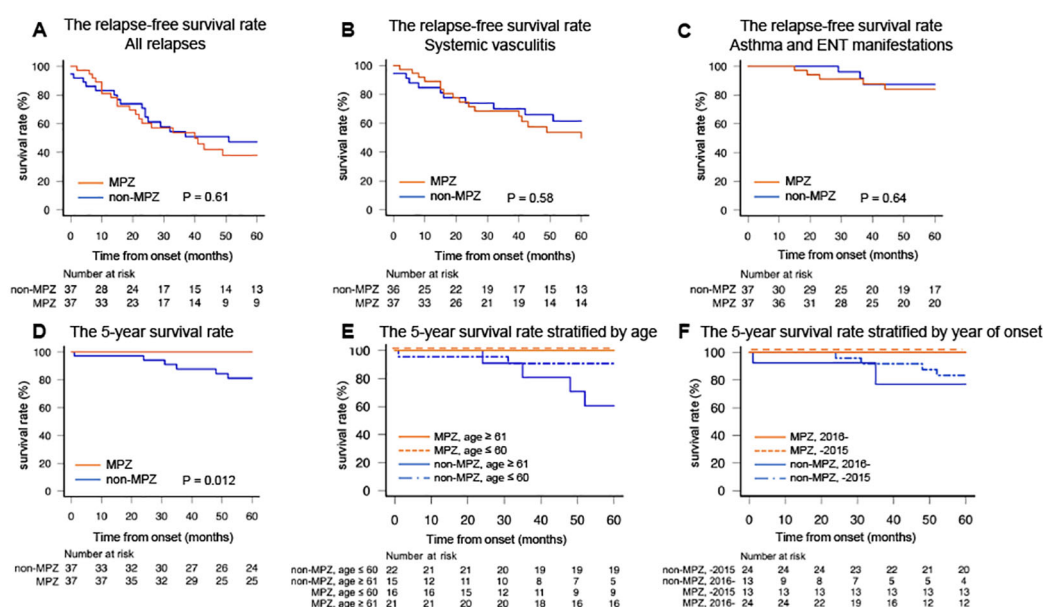 A The relapse-free survival rate
All relapses
survival rate (%)
100
80
60
40
20
0
MPZ
non-MPZ P = 0.61
0 10 20 30 40 50 60
Time from onset (months)
Number at risk
non-MPZ 37 28 24 17 15 14 13
MPZ 37 33 23 17 14 9 9
B The relapse-free survival rate
Systemic vasculitis
survival rate (%)
100
80
60
40
20
0
MPZ
non-MPZ P = 0.58
0 10 20 30 40 50 60
Time from onset (months)
Number at risk
non-MPZ 36 25 22 19 17 15 13
MPZ 37 33 26 21 19 14 14
C The relapse-free survival rate
Asthma and ENT manifestations
survival rate (%)
100
80
60
40
20
0
MPZ
non-MPZ P = 0.64
0 10 20 30 40 50 60
Time from onset (months)
Number at risk
non-MPZ 37 30 29 25 20 19 17
MPZ 37 36 31 28 25 20 20
D The 5-year survival rate
survival rate (%)
100
80
60
40
20
0
MPZ
non-MPZ P = 0.012
0 10 20 30 40 50 60
Time from onset (months)
Number at risk
non-MPZ 37 33 32 30 27 26 24
MPZ 37 37 35 32 29 25 25
E The 5-year survival rate stratified by age
survival rate (%)
100
80
60
40
20
0
MPZ, age ≥ 61
MPZ, age ≤ 60
non-MPZ, age ≥ 61
non-MPZ, age ≤ 60
0 10 20 30 40 50 60
Time from onset (months)
Number at risk
non-MPZ, age ≤ 60 22 21 21 20 19 19 19
non-MPZ, age ≥ 61 15 12 11 10 8 7 5
MPZ, age ≤ 60 16 16 15 12 11 9 9
MPZ, age ≥ 61 21 21 20 20 18 16 16
F The 5-year survival rate stratified by year of onset
survival rate (%)
100
80
60
40
20
0
MPZ, 2016-
MPZ, -2015
non-MPZ, 2016-
non-MPZ, -2015
0 10 20 30 40 50 60
Time from onset (months)
Number at risk
non-MPZ, -2015 24 24 24 23 22 21 20
non-MPZ, 2016- 13 9 8 7 5 5 4
MPZ, -2015 13 13 13 13 13 13 13
MPZ, 2016- 24 24 22 19 16 12 12